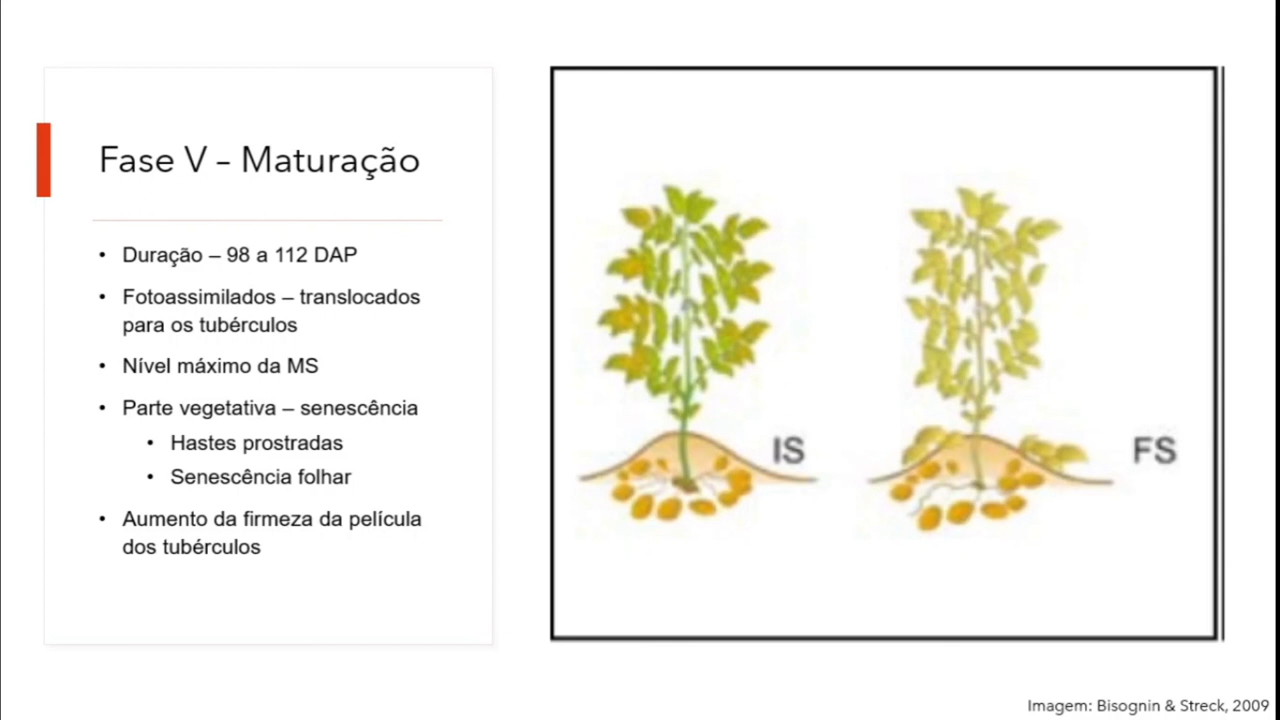 Fase V – Maturação
• Duração – 98 a 112 DAP
• Fotoassimilados – translocados
para os tubérculos
• Nível máximo da MS
• Parte vegetativa – senescência
• Hastes prostradas
• Senescência folhar
• Aumento da firmeza da película
dos tubérculos
IS
FS
Imagem: Bisognin & Streck, 2009